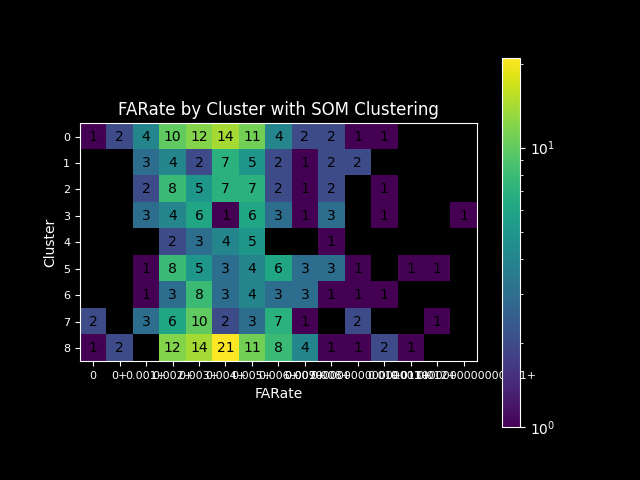 FARate by Cluster with SOM Clustering
0 1 2 4 10 12 14 11 4 2 2 1 1
1 3 4 2 7 5 2 1 2 2
2 2 8 5 7 7 2 1 2 1
3 3 4 6 1 6 3 1 3 1 1
4 2 3 4 5 1
5 1 8 5 3 4 6 3 3 1 1 1
6 1 3 8 3 4 3 3 1 1 1
7 2 3 6 10 2 3 7 1 2 1
8 1 2 12 14 21 11 8 4 1 1 2 1
Cluster
0 0+
FARate
10^1
10^0